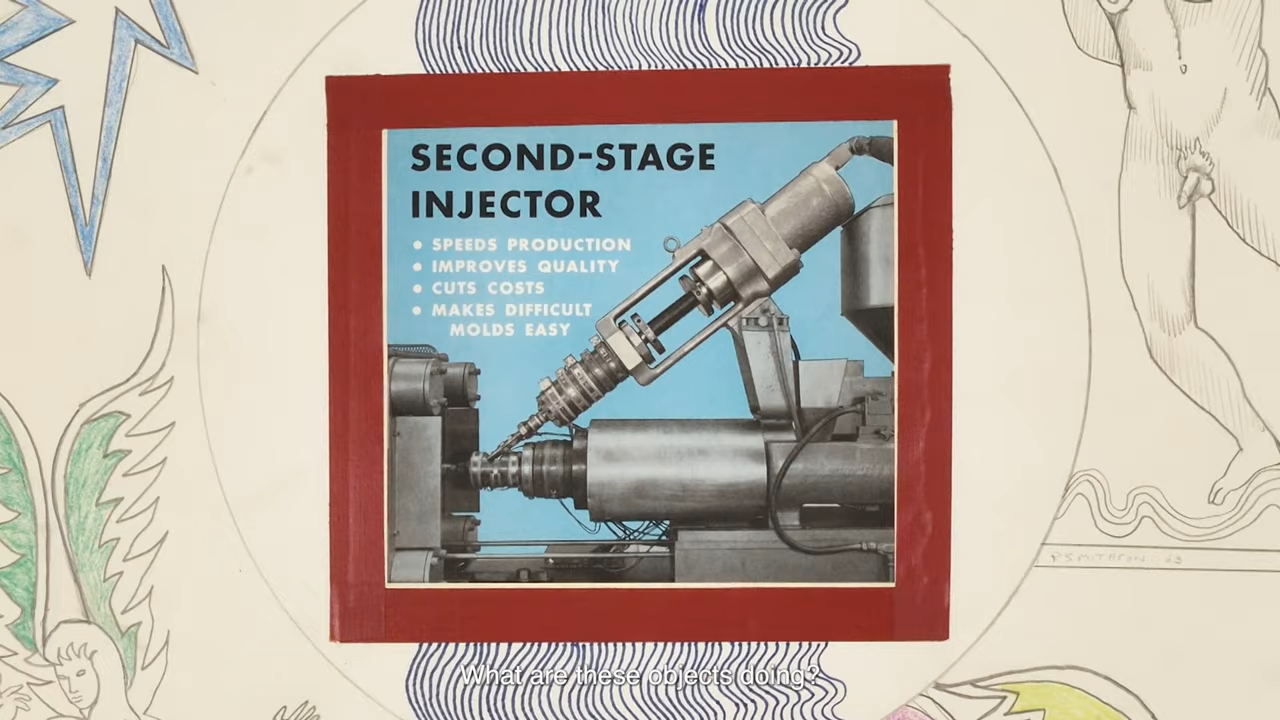 SECOND-STAGE
INJECTOR
• SPEEDS PRODUCTION
• IMPROVES QUALITY
• CUTS COSTS
• MAKES DIFFICULT
MOLDS EASY
What are these objects doing?